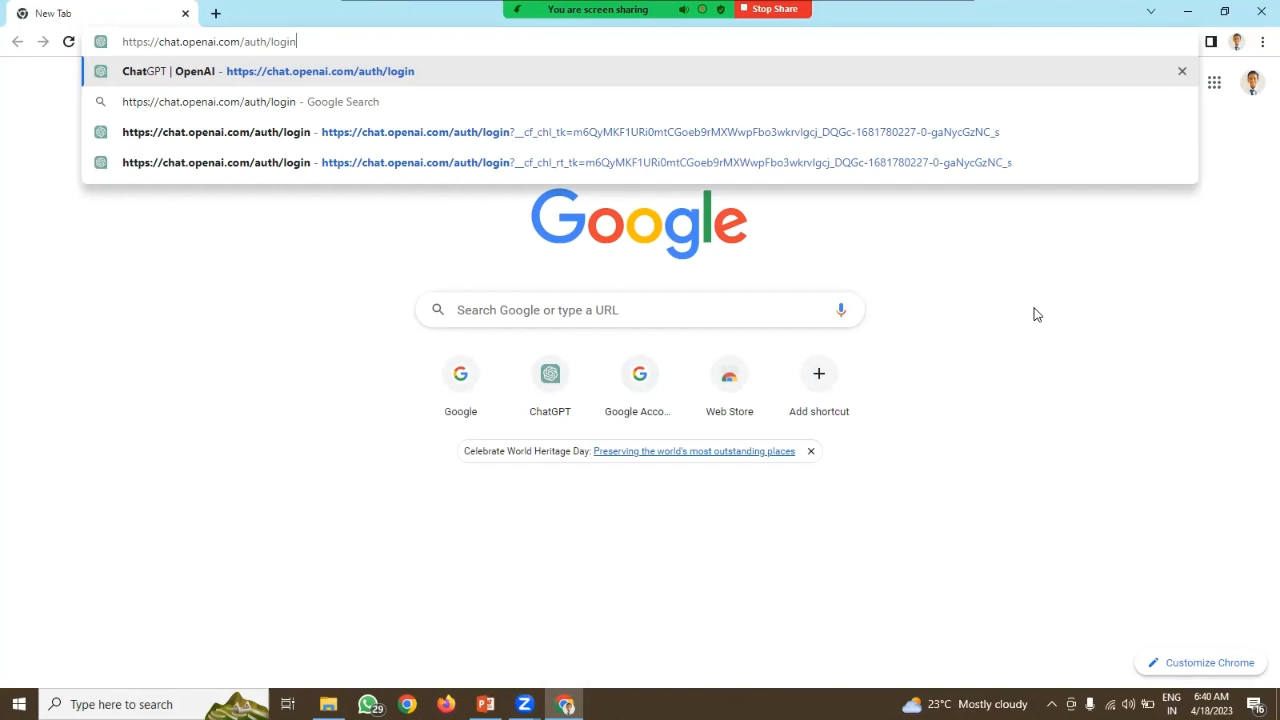 New Tab
You are screen sharing
Stop Share
https://chat.openai.com/auth/login
ChatGPT | OpenAI - https://chat.openai.com/auth/login
https://chat.openai.com/auth/login - Google Search
https://chat.openai.com/auth/login - https://chat.openai.com/auth/login?__cf_chl_tk=m6QyMKF1URi0mtCGoeb9rMXWwpFbo3wkrvIgcj_DQGc-1681780227-0-gaNycGzNC_s
https://chat.openai.com/auth/login - https://chat.openai.com/auth/login?__cf_chl_rt_tk=m6QyMKF1URi0mtCGoeb9rMXWwpFbo3wkrvIgcj_DQGc-1681780227-0-gaNycGzNC_s
Google
Search Google or type a URL
Google
ChatGPT
Google Acco...
Web Store
Add shortcut
Celebrate World Heritage Day: Preserving the world's most outstanding places
Customize Chrome
Type here to search
29
23°C Mostly cloudy
ENG
IN
6:40 AM
4/18/2023
16